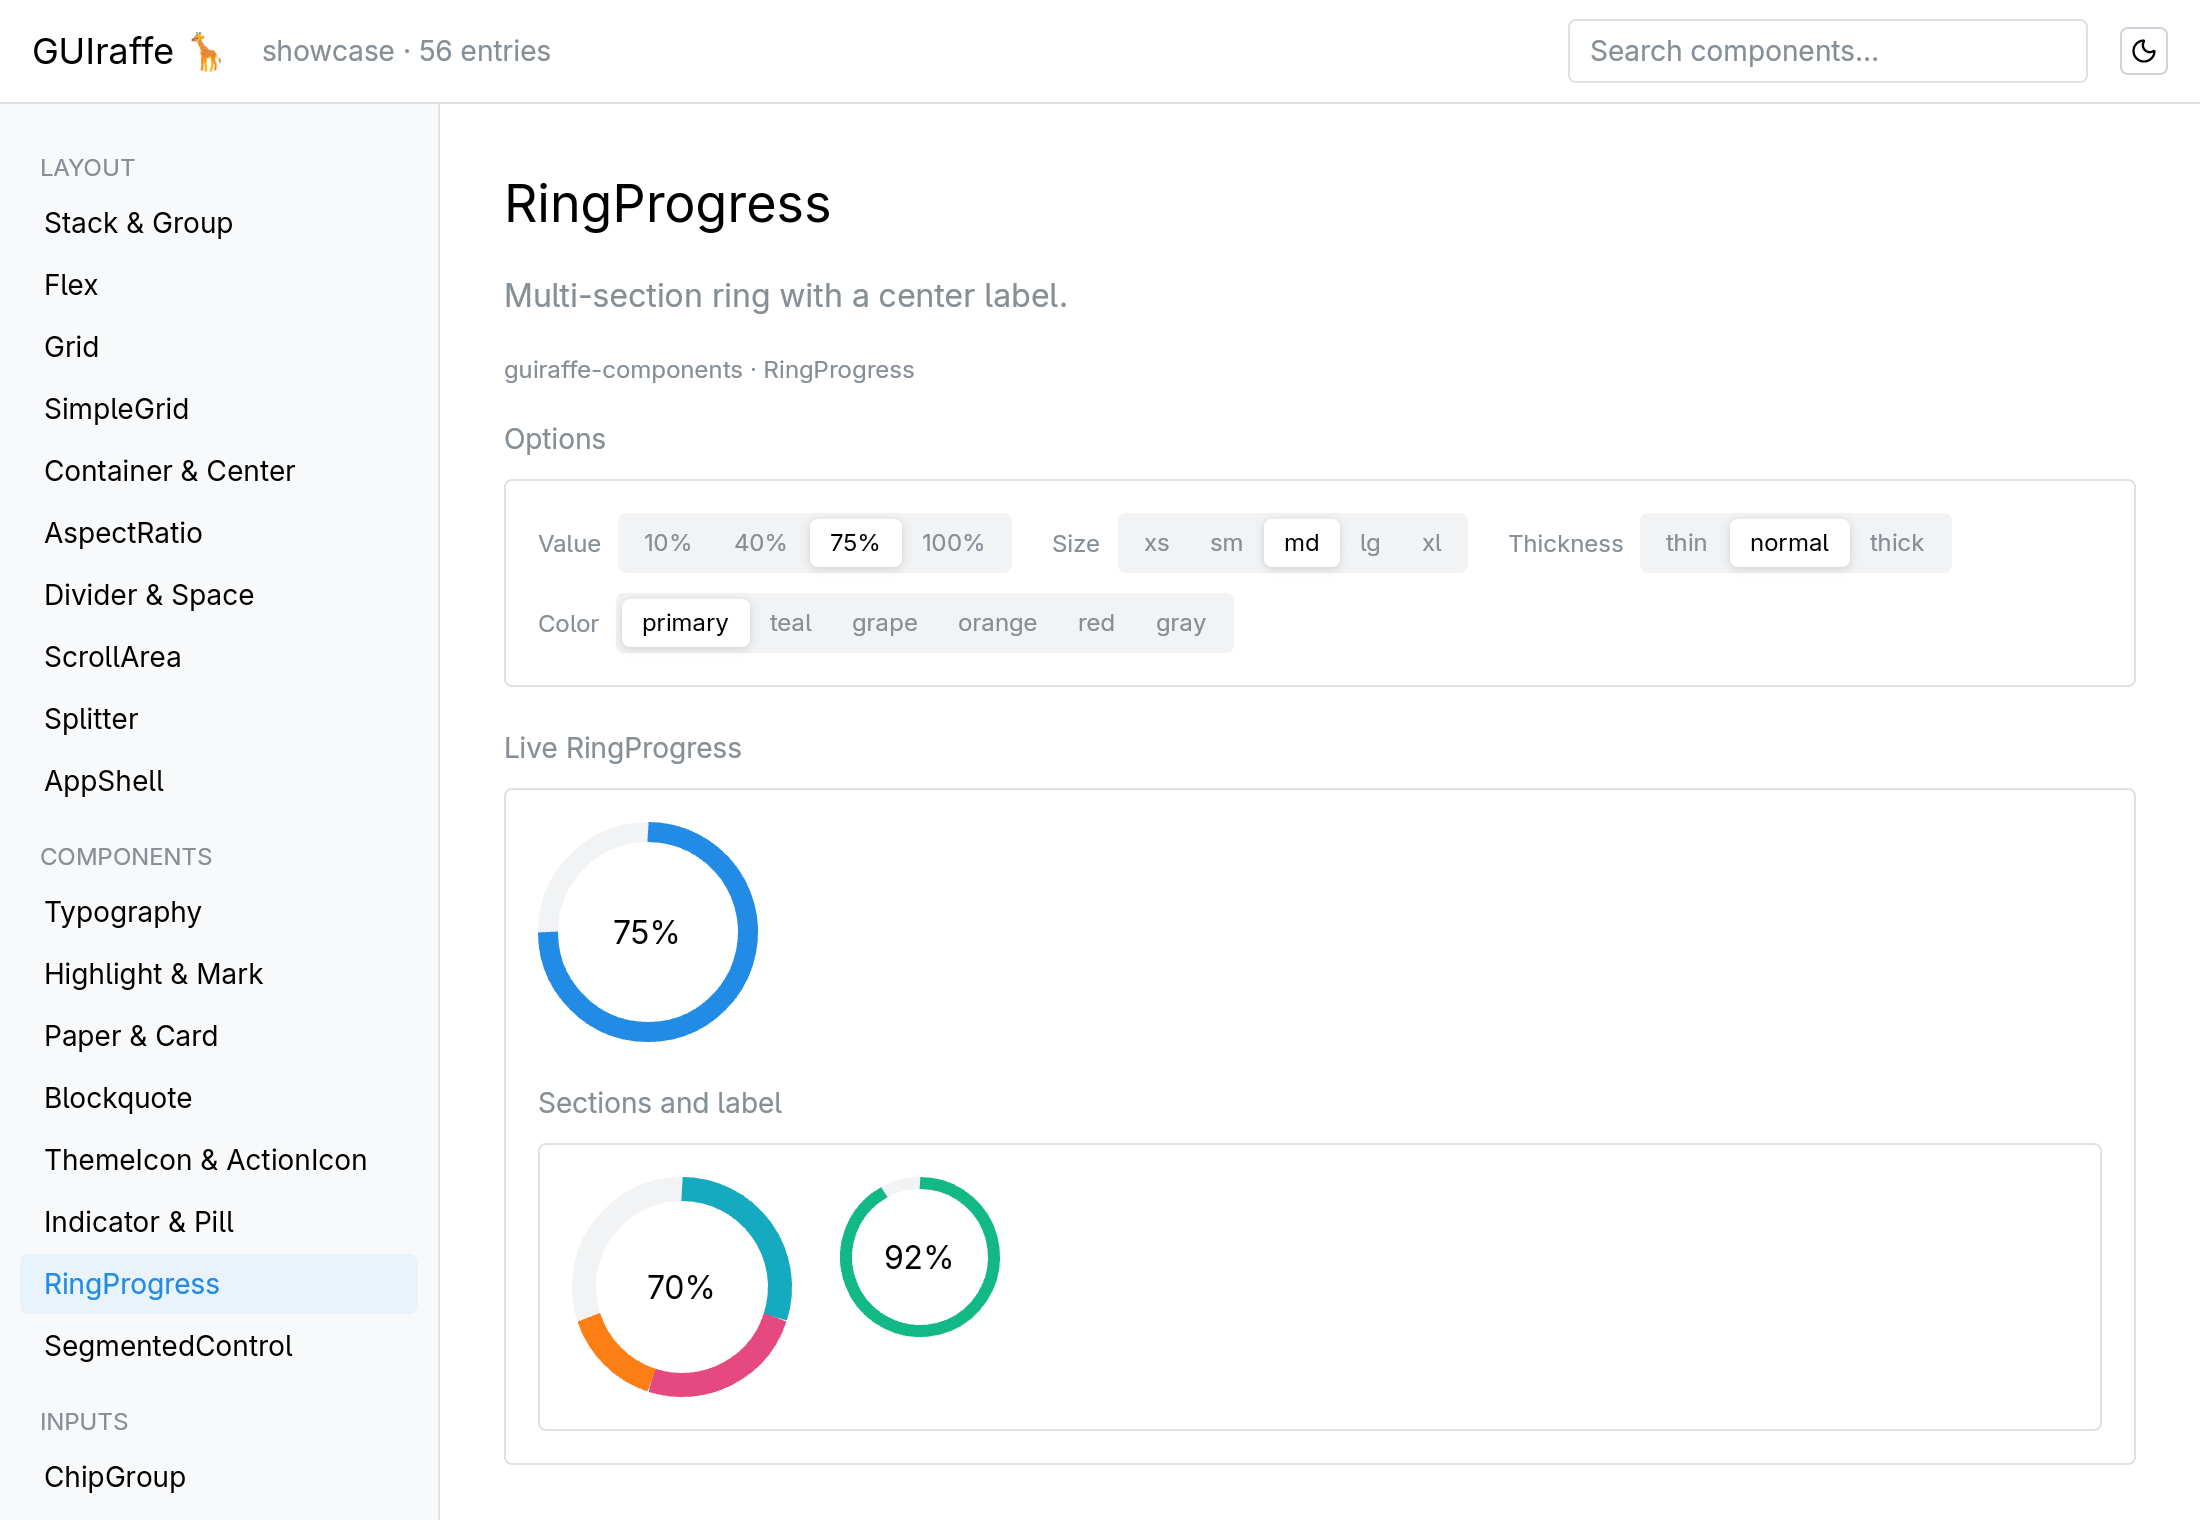 GUIraffe 🦒 showcase · 56 entries
Search components...
LAYOUT
Stack & Group
Flex
Grid
SimpleGrid
Container & Center
AspectRatio
Divider & Space
ScrollArea
Splitter
AppShell
COMPONENTS
Typography
Highlight & Mark
Paper & Card
Blockquote
ThemeIcon & ActionIcon
Indicator & Pill
RingProgress
SegmentedControl
INPUTS
ChipGroup
RingProgress
Multi-section ring with a center label.
guiraffe-components · RingProgress
Options
Value 10% 40% 75% 100% Size xs sm md lg xl Thickness thin normal thick
Color primary teal grape orange red gray
Live RingProgress
75%
Sections and label
70% 92%